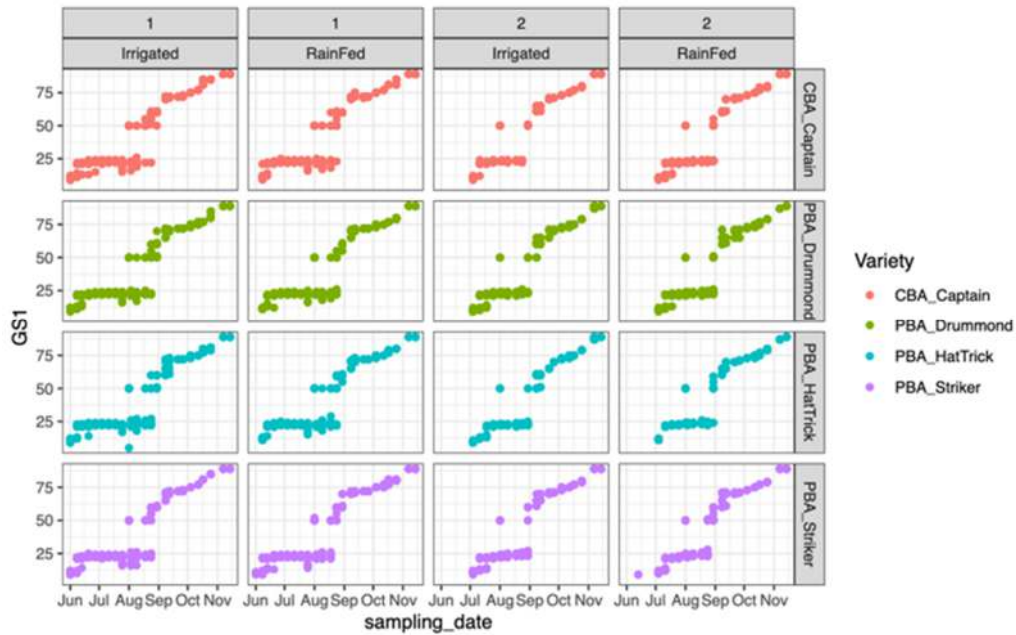 1 1 2 2
Irrigated RainFed Irrigated RainFed
75
50
25
CBA_Captain
75
50
25
PBA_Drummond
75
50
25
PBA_HatTrick
75
50
25
PBA_Striker
GS1
Jun Jul Aug Sep Oct Nov Jun Jul Aug Sep Oct Nov Jun Jul Aug Sep Oct Nov Jun Jul Aug Sep Oct Nov
sampling_date
Variety
CBA_Captain
PBA_Drummond
PBA_HatTrick
PBA_Striker